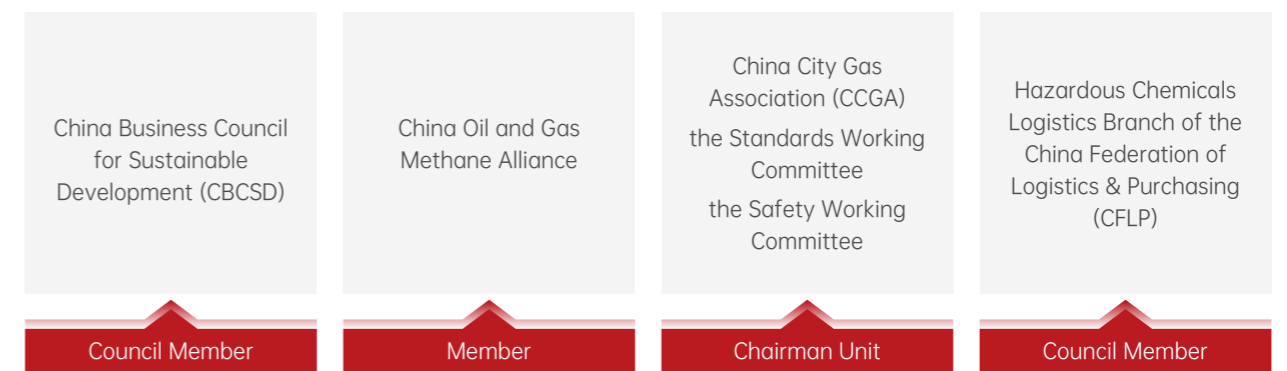 China Business Council
for Sustainable
Development (CBCSD)
Council Member
China Oil and Gas
Methane Alliance
Member
China City Gas
Association (CCGA)
the Standards Working
Committee
the Safety Working
Committee
Chairman Unit
Hazardous Chemicals
Logistics Branch of the
China Federation of
Logistics & Purchasing
(CFLP)
Council Member